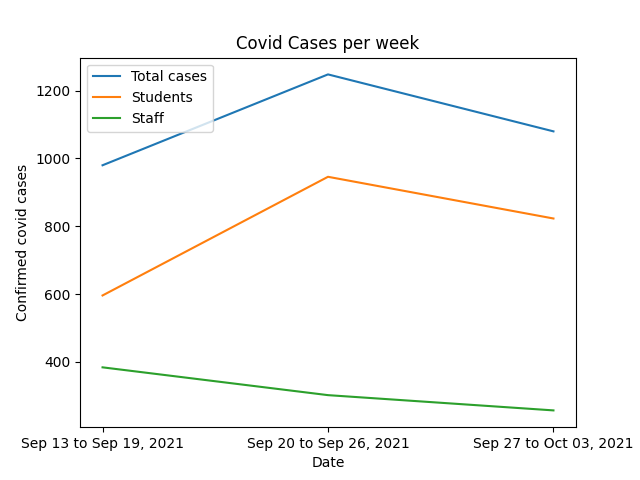 Covid Cases per week
Total cases
Students
Staff
Confirmed covid cases
1200
1000
800
600
400
Sep 13 to Sep 19, 2021
Sep 20 to Sep 26, 2021
Sep 27 to Oct 03, 2021
Date